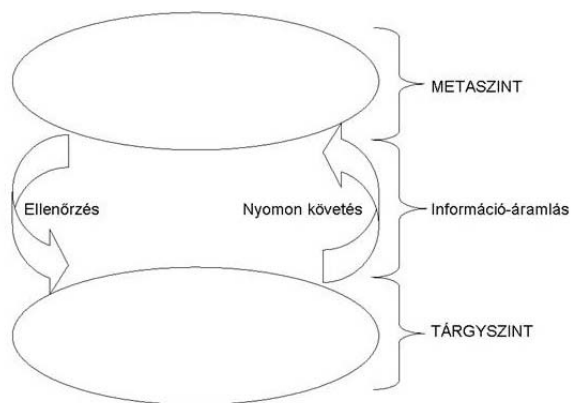 METASZINT
Ellenőrzés
Nyomon követés
Információ-áramlás
TÁRGYSZINT